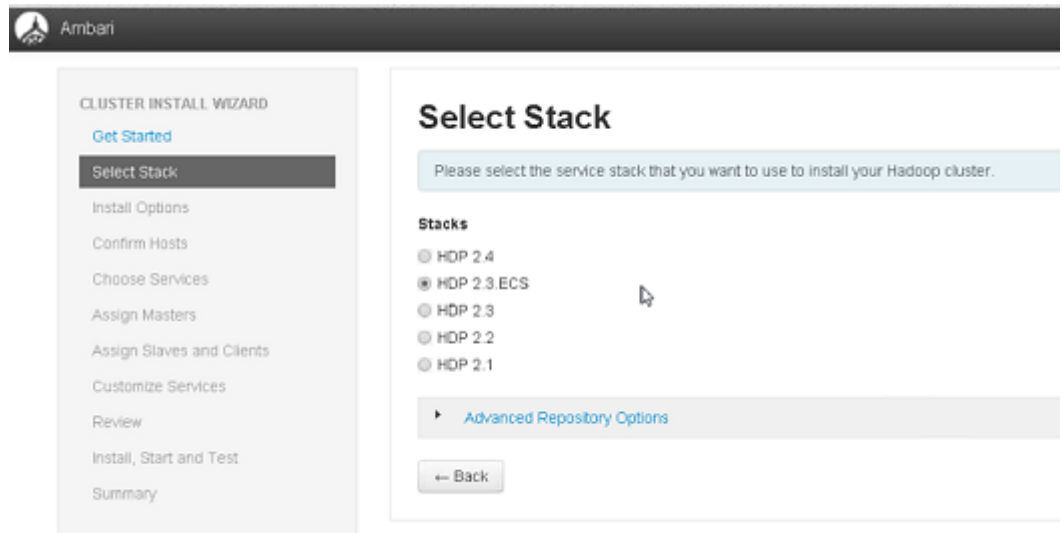 Ambari
CLUSTER INSTALL WIZARD
Get Started
Select Stack
Install Options
Confirm Hosts
Choose Services
Assign Masters
Assign Slaves and Clients
Customize Services
Review
Install, Start and Test
Summary
Select Stack
Please select the service stack that you want to use to install your Hadoop cluster.
Stacks
HDP 2.4
HDP 2.3.ECS
HDP 2.3
HDP 2.2
HDP 2.1
Advanced Repository Options
← Back